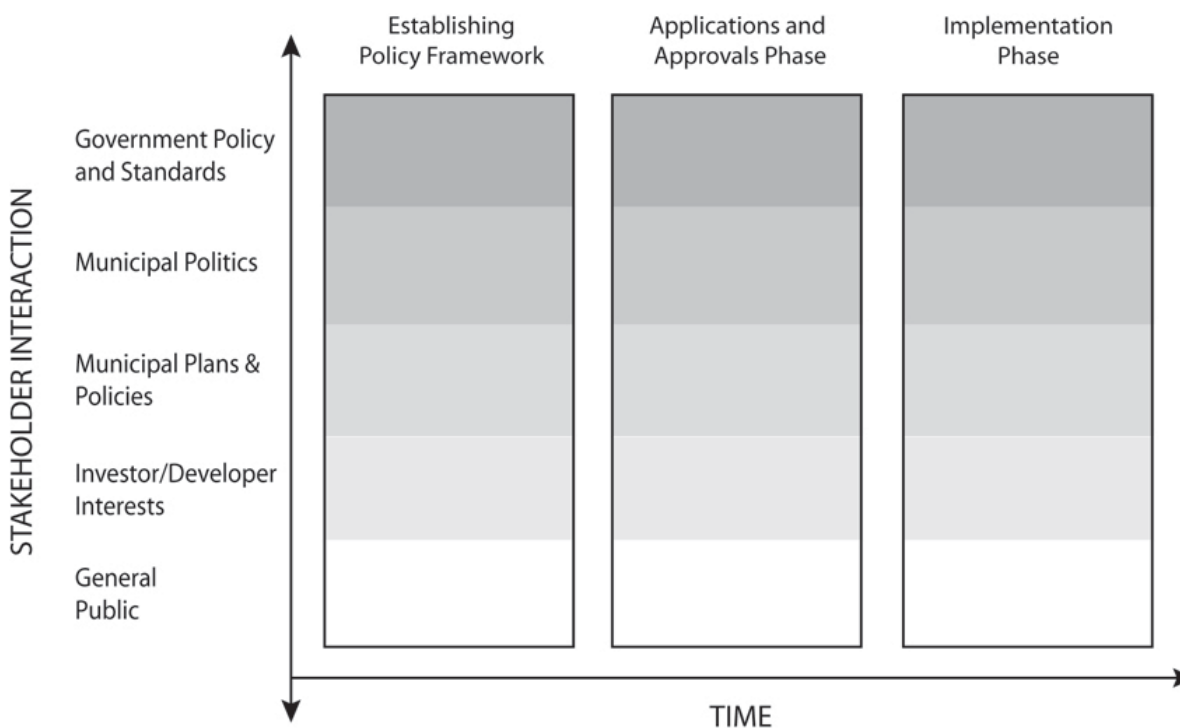 Establishing
Policy Framework
Applications and
Approvals Phase
Implementation
Phase
STAKEHOLDER INTERACTION
Government Policy
and Standards
Municipal Politics
Municipal Plans &
Policies
Investor/Developer
Interests
General
Public
TIME